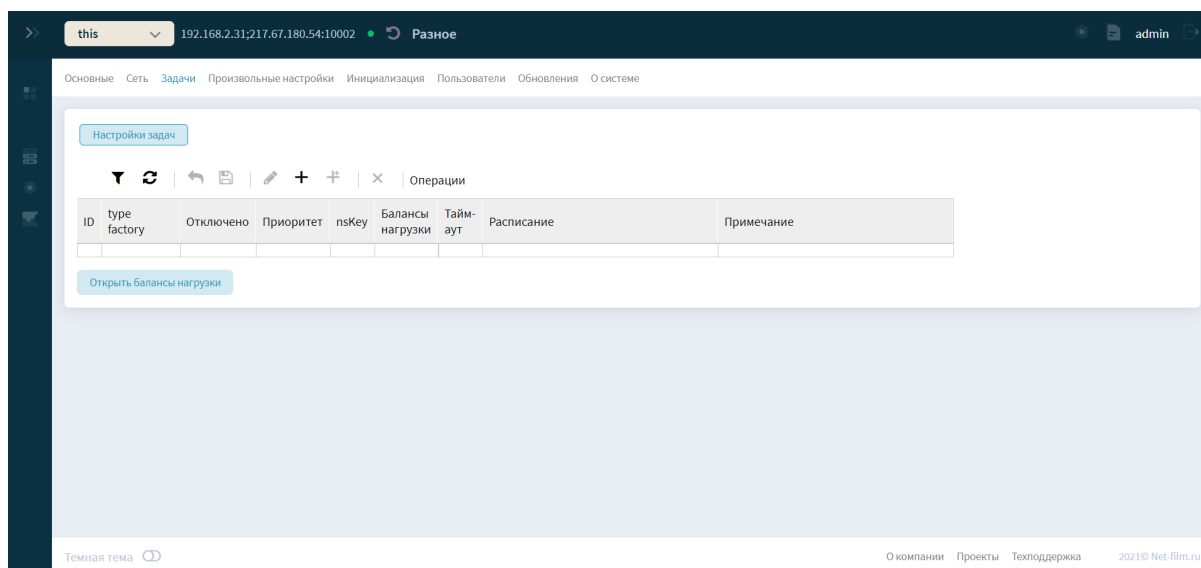 this 192.168.2.31;217.67.180.54:10002 Разное admin
Основные Сеть Задачи Произвольные настройки Инициализация Пользователи Обновления О системе
Настройки задач
Операции
ID type factory Отключено Приоритет nsKey Балансы нагрузки Тайм-аут Расписание Примечание
Открыть балансы нагрузки
Темная тема О компании Проекты Техподдержка 2021© Net-film.ru